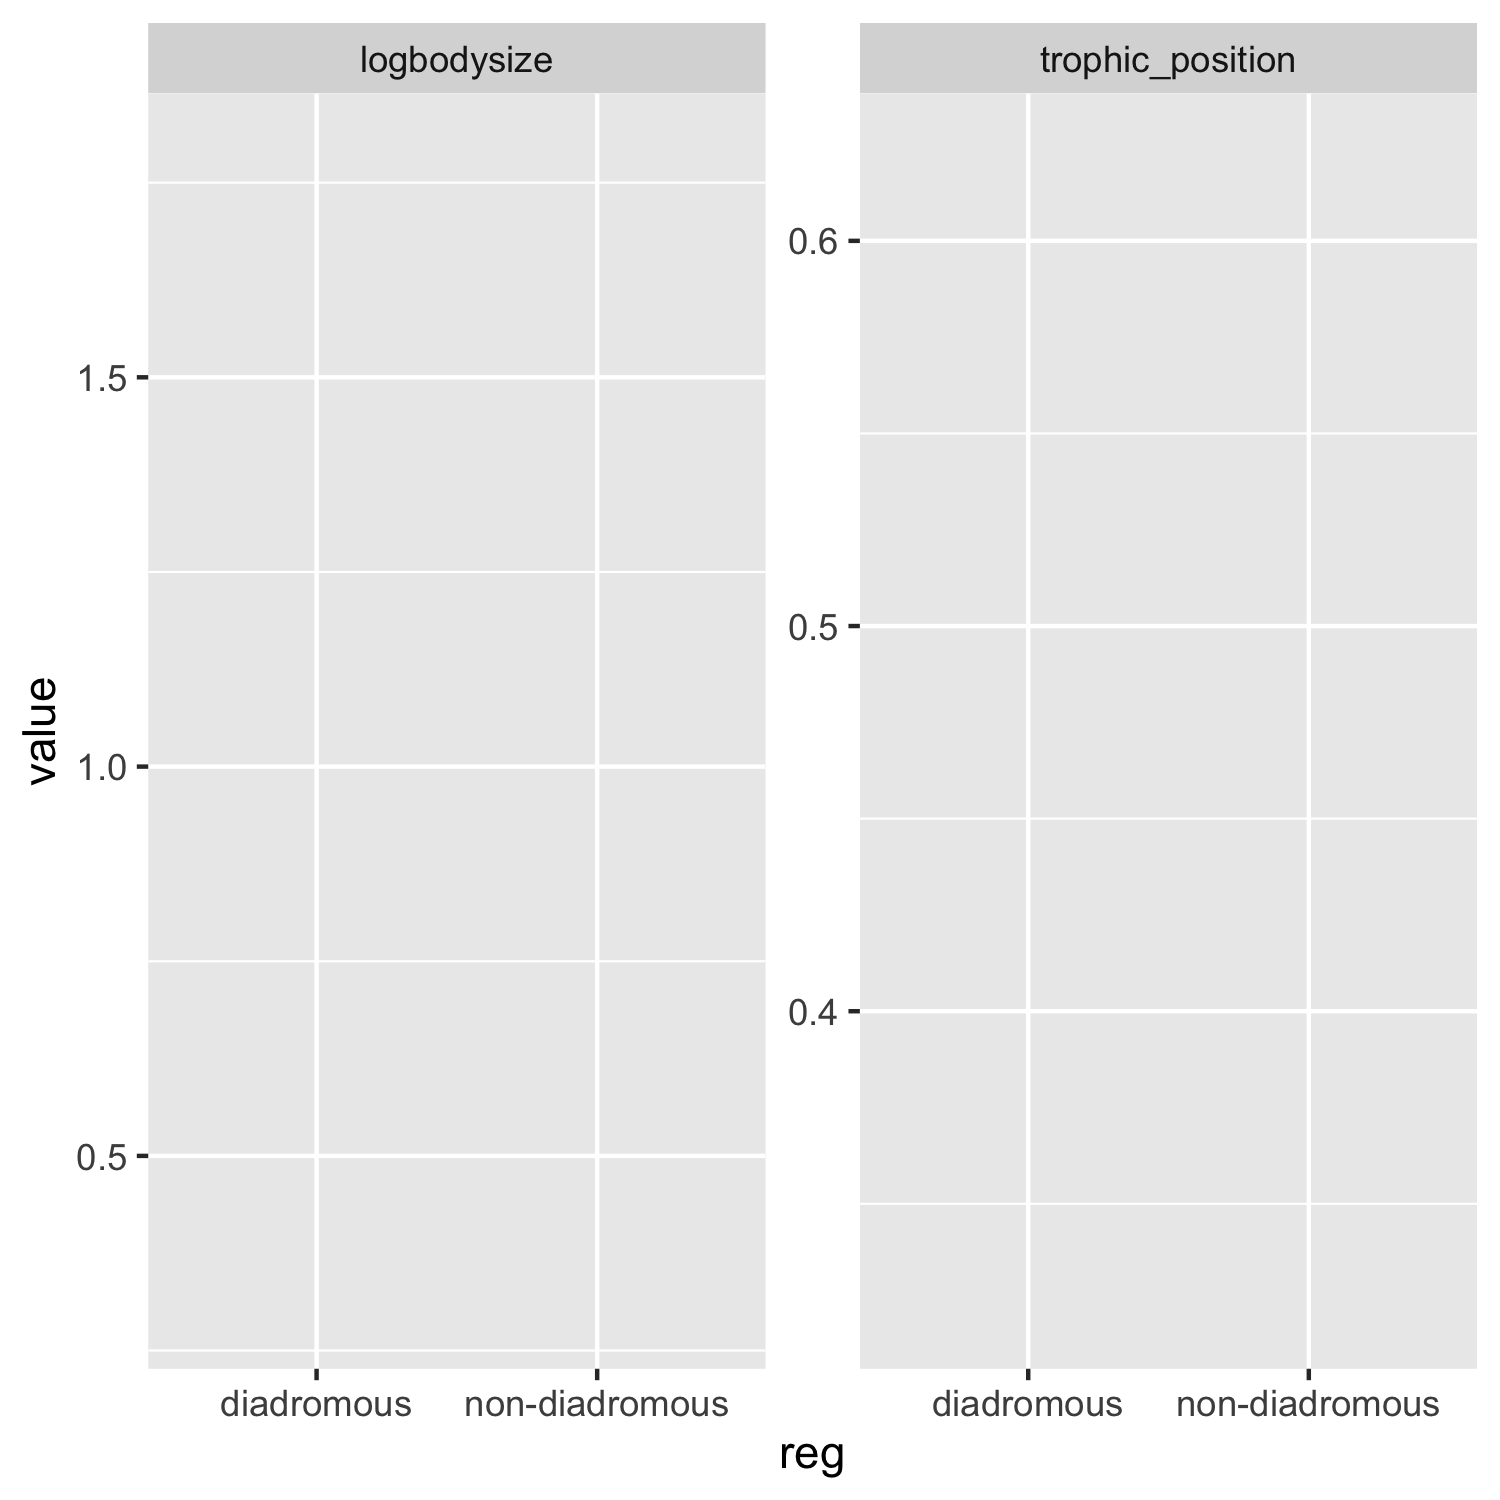 logbodysize
trophic_position
value
1.5
1.0
0.5
0.6
0.5
0.4
diadromous
non-diadromous
diadromous
non-diadromous
reg